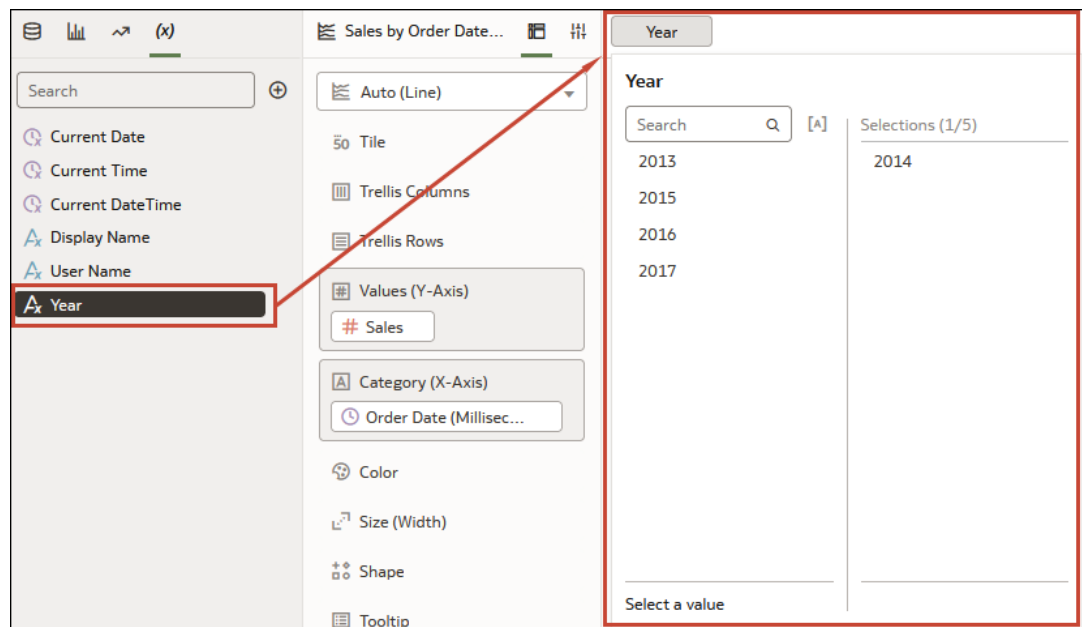 (x)
Search
Current Date
Current Time
Current DateTime
Display Name
User Name
Year
Sales by Order Date...
Auto (Line)
50 Tile
Trellis Columns
Trellis Rows
# Values (Y-Axis)
# Sales
A Category (X-Axis)
Order Date (Millisec...
Color
Size (Width)
Shape
Tooltip
Year
Year
Search
[A]
Selections (1/5)
2013
2014
2015
2016
2017
Select a value